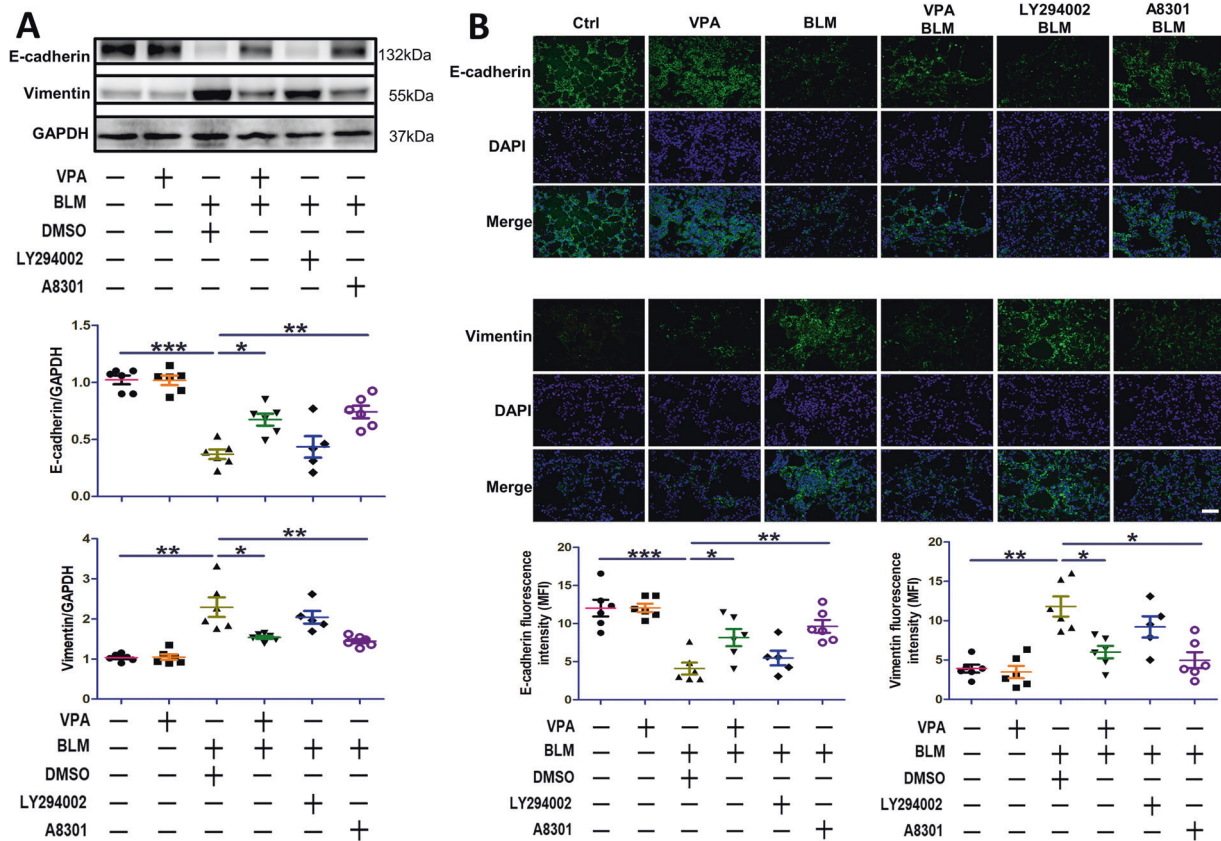 A
E-cadherin 132kDa
Vimentin 55kDa
GAPDH 37kDa
VPA — + — + — —
BLM — — + + + +
DMSO — — + — — —
LY294002 — — — — + —
A8301 — — — — — +
E-cadherin/GAPDH
1.5
1.0
0.5
0.0
*** * **
Vimentin/GAPDH
4
3
2
1
0
** * **
VPA — + — + — —
BLM — — + + + +
DMSO — — + — — —
LY294002 — — — — + —
A8301 — — — — — +
B
Ctrl VPA BLM VPA BLM LY294002 BLM A8301 BLM
E-cadherin
DAPI
Merge
Vimentin
DAPI
Merge
E-cadherin fluorescence
intensity (MFI)
20
15
10
5
0
*** * **
VPA — + — + — —
BLM — — + + + +
DMSO — — + — — —
LY294002 — — — — + —
A8301 — — — — — +
Vimentin fluorescence
intensity (MFI)
20
15
10
5
0
** * *
VPA — + — + — —
BLM — — + + + +
DMSO — — + — — —
LY294002 — — — — + —
A8301 — — — — — +